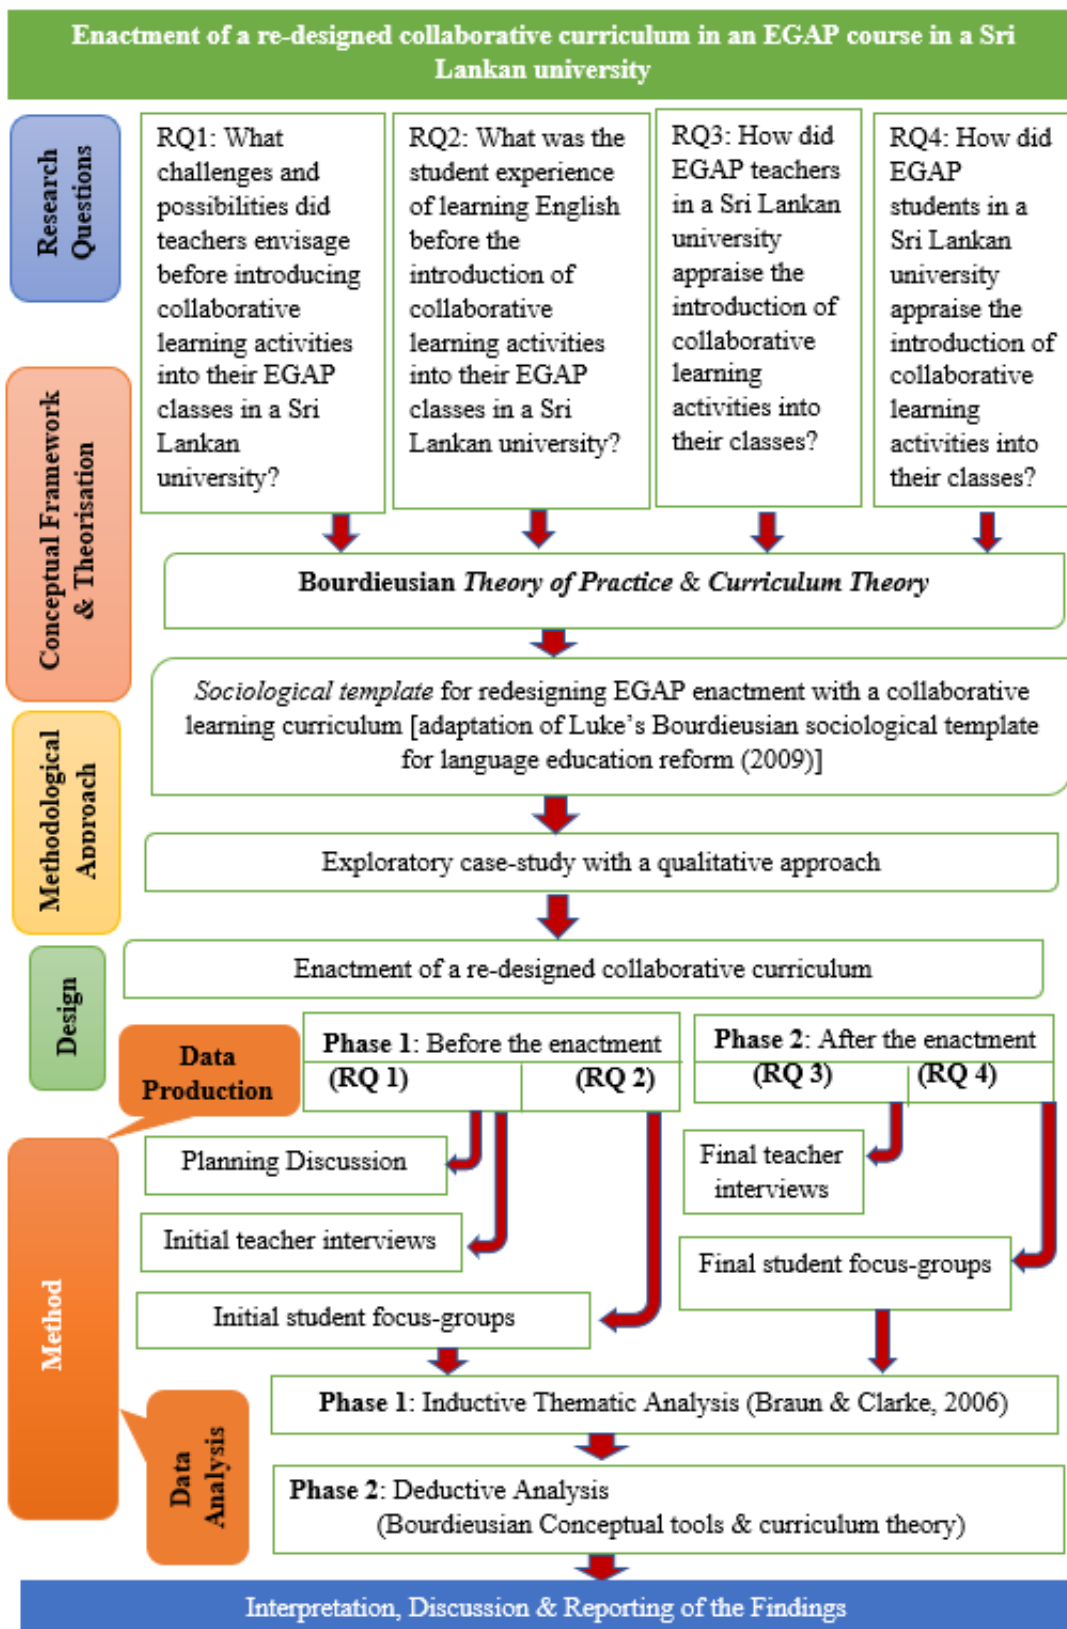 Enactment of a re-designed collaborative curriculum in an EGAP course in a Sri
Lankan university
Research
Questions
RQ1: What
challenges and
possibilities did
teachers envisage
before introducing
collaborative
learning activities
into their EGAP
classes in a Sri
Lankan
university?
RQ2: What was the
student experience
of learning English
before the
introduction of
collaborative
learning activities
into their EGAP
classes in a Sri
Lankan university?
RQ3: How did
EGAP teachers
in a Sri Lankan
university
appraise the
introduction of
collaborative
learning
activities into
their classes?
RQ4: How did
EGAP
students in a
Sri Lankan
university
appraise the
introduction of
collaborative
learning
activities into
their classes?
Conceptual Framework
& Theorisation
Bourdieusian Theory of Practice & Curriculum Theory
Sociological template for redesigning EGAP enactment with a collaborative
learning curriculum [adaptation of Luke's Bourdieusian sociological template
for language education reform (2009)]
Methodological
Approach
Exploratory case-study with a qualitative approach
Design
Enactment of a re-designed collaborative curriculum
Data
Production
Phase 1: Before the enactment
(RQ 1) (RQ 2)
Phase 2: After the enactment
(RQ 3) (RQ 4)
Method
Planning Discussion
Initial teacher interviews
Initial student focus-groups
Final teacher
interviews
Final student focus-groups
Data
Analysis
Phase 1: Inductive Thematic Analysis (Braun & Clarke, 2006)
Phase 2: Deductive Analysis
(Bourdieusian Conceptual tools & curriculum theory)
Interpretation, Discussion & Reporting of the Findings